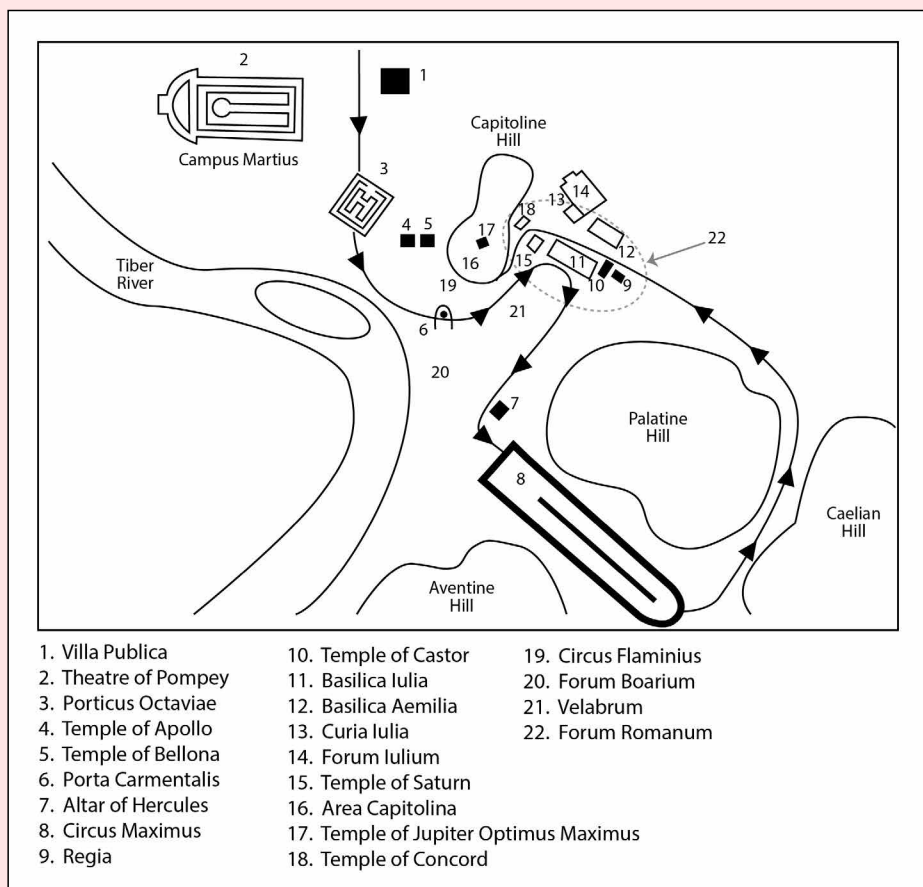 2
1
Campus Martius
Capitoline
Hill
3
14
13
18
17
4 5
12
22
16
15
11
10
9
Tiber
River
19
6
21
20
7
Palatine
Hill
8
Caelian
Hill
Aventine
Hill
1. Villa Publica
2. Theatre of Pompey
3. Porticus Octaviae
4. Temple of Apollo
5. Temple of Bellona
6. Porta Carmentalis
7. Altar of Hercules
8. Circus Maximus
9. Regia
10. Temple of Castor
11. Basilica Iulia
12. Basilica Aemilia
13. Curia Iulia
14. Forum Iulium
15. Temple of Saturn
16. Area Capitolina
17. Temple of Jupiter Optimus Maximus
18. Temple of Concord
19. Circus Flaminius
20. Forum Boarium
21. Velabrum
22. Forum Romanum